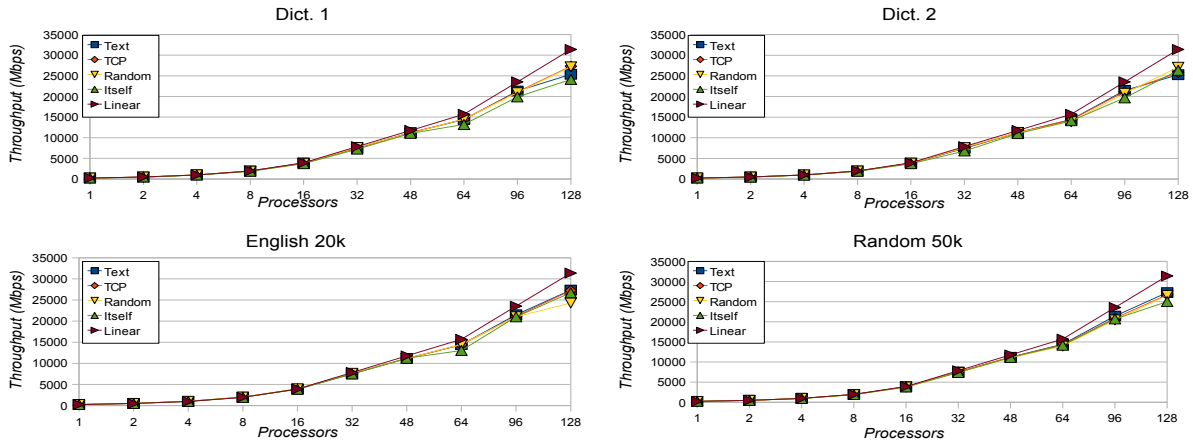 Dict. 1
Throughput (Mbps)
35000
30000
25000
20000
15000
10000
5000
0
Text
TCP
Random
Itself
Linear
1 2 4 8 16 32 48 64 96 128
Processors
Dict. 2
Throughput (Mbps)
35000
30000
25000
20000
15000
10000
5000
0
Text
TCP
Random
Itself
Linear
1 2 4 8 16 32 48 64 96 128
Processors
English 20k
Throughput (Mbps)
35000
30000
25000
20000
15000
10000
5000
0
Text
TCP
Random
Itself
Linear
1 2 4 8 16 32 48 64 96 128
Processors
Random 50k
Throughput (Mbps)
35000
30000
25000
20000
15000
10000
5000
0
Text
TCP
Random
Itself
Linear
1 2 4 8 16 32 48 64 96 128
Processors